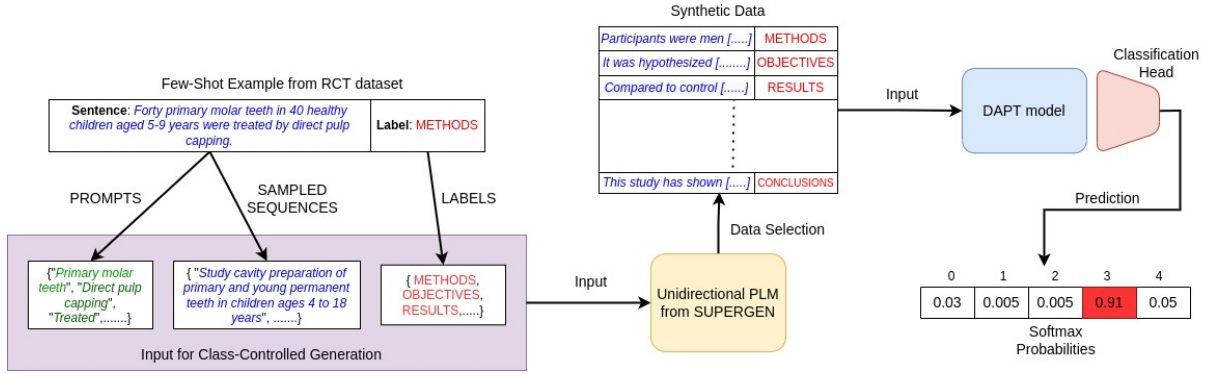 Few-Shot Example from RCT dataset
Sentence: Forty primary molar teeth in 40 healthy
children aged 5-9 years were treated by direct pulp
capping.
Label: METHODS
PROMPTS
SAMPLED
SEQUENCES
LABELS
{"Primary molar
teeth", "Direct pulp
capping",
"Treated",.......}
{ "Study cavity preparation of
primary and young permanent
teeth in children ages 4 to 18
years", .......}
{ METHODS,
OBJECTIVES,
RESULTS,.....}
Input for Class-Controlled Generation
Input
Unidirectional PLM
from SUPERGEN
Data Selection
Synthetic Data
Participants were men [.....] METHODS
It was hypothesized [........] OBJECTIVES
Compared to control [......] RESULTS
This study has shown [.....] CONCLUSIONS
Input
DAPT model
Classification
Head
Prediction
0 1 2 3 4
0.03 0.005 0.005 0.91 0.05
Softmax
Probabilities